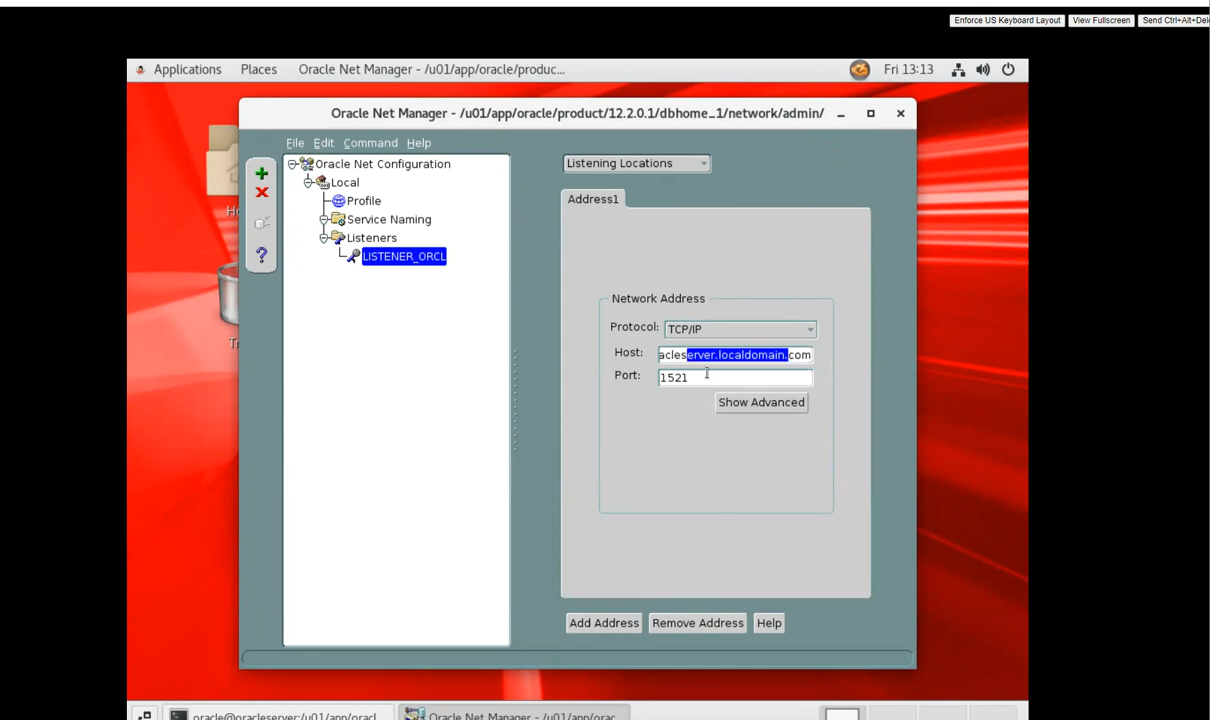 Enforce US Keyboard Layout View Fullscreen Send Ctrl+Alt+Del
Applications Places Oracle Net Manager - /u01/app/oracle/produc... Fri 13:13
Oracle Net Manager - /u01/app/oracle/product/12.2.0.1/dbhome_1/network/admin/
File Edit Command Help
Oracle Net Configuration
Local
Profile
Service Naming
Listeners
LISTENER_ORCL
Listening Locations
Address1
Network Address
Protocol: TCP/IP
Host: acleserver.localdomain.com
Port: 1521
Show Advanced
Add Address Remove Address Help
oracle@oracleserver:/u01/app/oracl
Oracle Net Manager - /u01/app/orac...